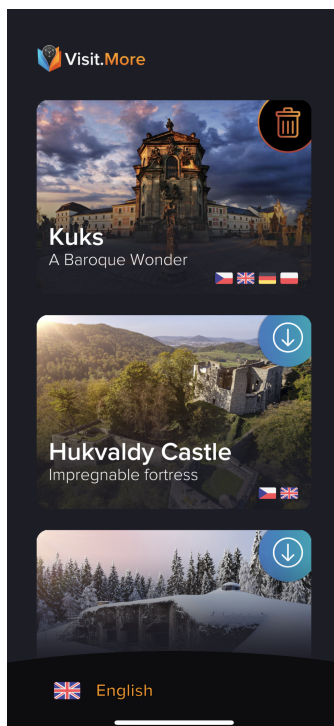 Visit.More
Kuks
A Baroque Wonder
Hukvaldy Castle
Impregnable fortress
English